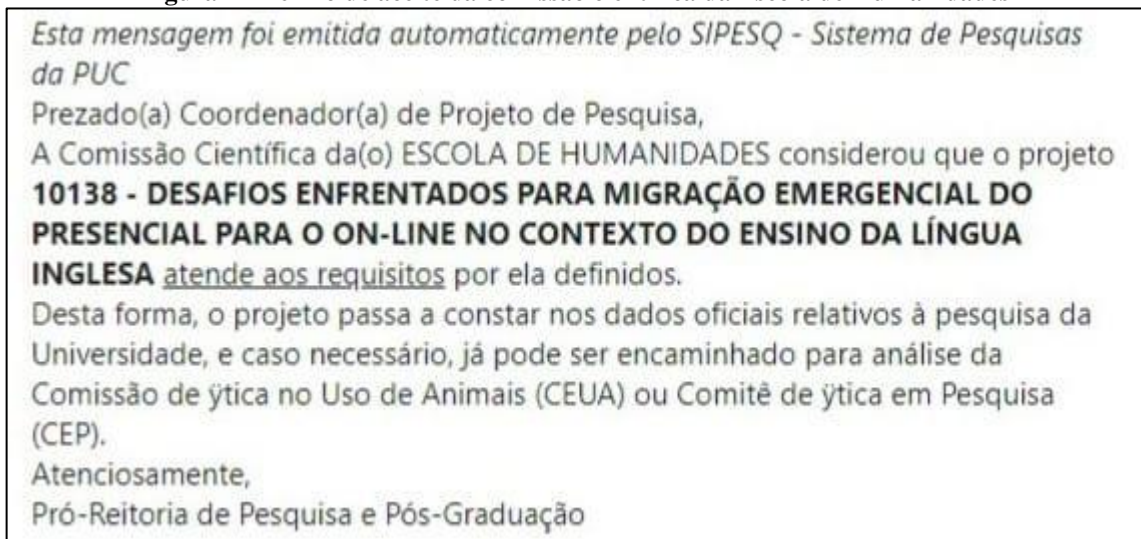 Esta mensagem foi emitida automaticamente pelo SIPESQ - Sistema de Pesquisas
da PUC
Prezado(a) Coordenador(a) de Projeto de Pesquisa,
A Comissão Científica da(o) ESCOLA DE HUMANIDADES considerou que o projeto
10138 - DESAFIOS ENFRENTADOS PARA MIGRAÇÃO EMERGENCIAL DO
PRESENCIAL PARA O ON-LINE NO CONTEXTO DO ENSINO DA LÍNGUA
INGLESA atende aos requisitos por ela definidos.
Desta forma, o projeto passa a constar nos dados oficiais relativos à pesquisa da
Universidade, e caso necessário, já pode ser encaminhado para análise da
Comissão de ÿtica no Uso de Animais (CEUA) ou Comitê de ÿtica em Pesquisa
(CEP).
Atenciosamente,
Pró-Reitoria de Pesquisa e Pós-Graduação